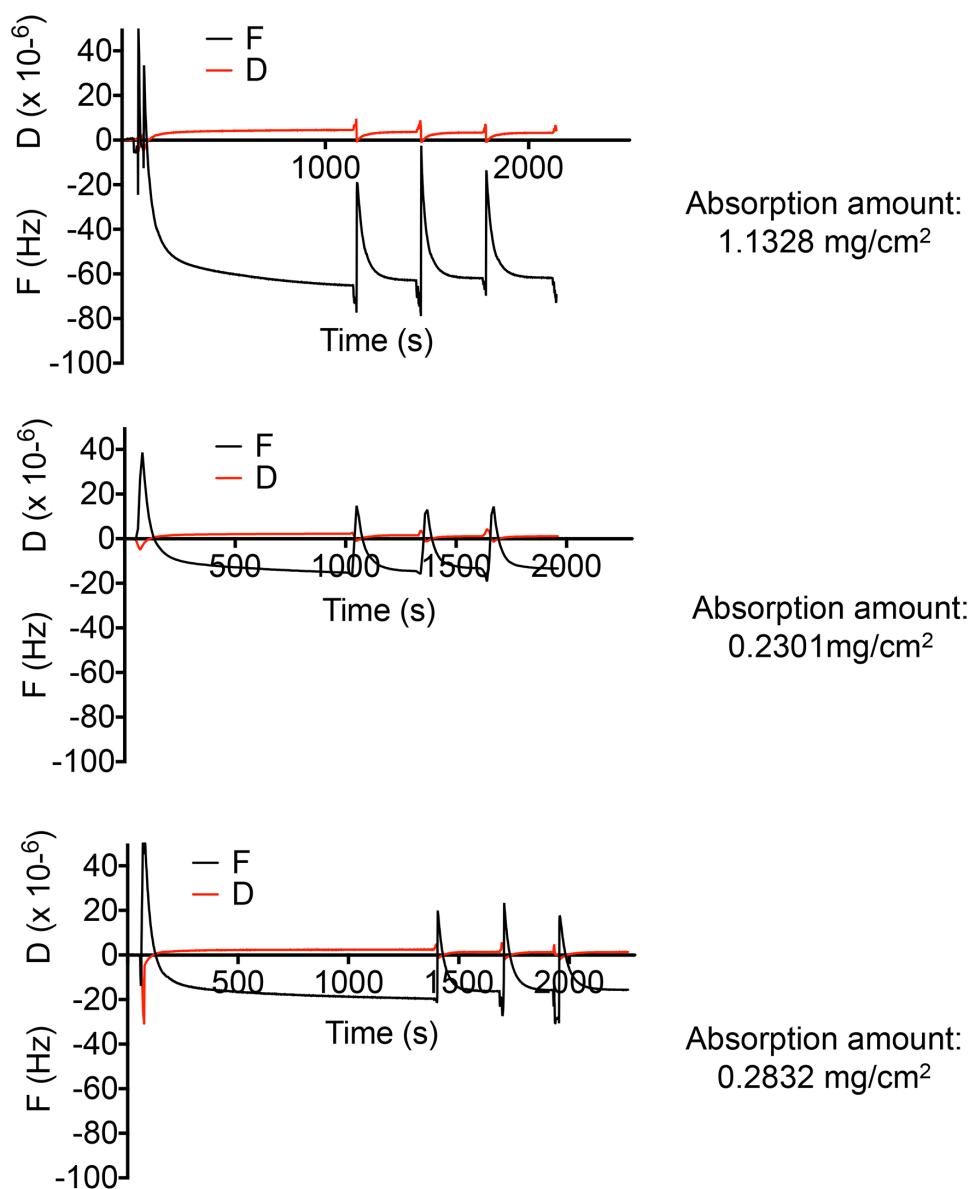 D (x 10-⁶)
F (Hz)
40
20
0
-20
-40
-60
-80
-100
F
D
1000
2000
Time (s)
Absorption amount:
1.1328 mg/cm²
D (x 10-⁶)
F (Hz)
40
20
0
-20
-40
-60
-80
-100
F
D
500
1000
1500
2000
Time (s)
Absorption amount:
0.2301mg/cm²
D (x 10-⁶)
F (Hz)
40
20
0
-20
-40
-60
-80
-100
F
D
500
1000
1500
2000
Time (s)
Absorption amount:
0.2832 mg/cm²